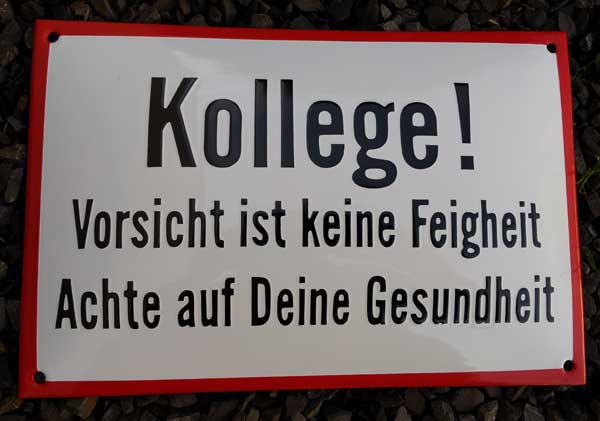 Kollege!
Vorsicht ist keine Feigheit
Achte auf Deine Gesundheit